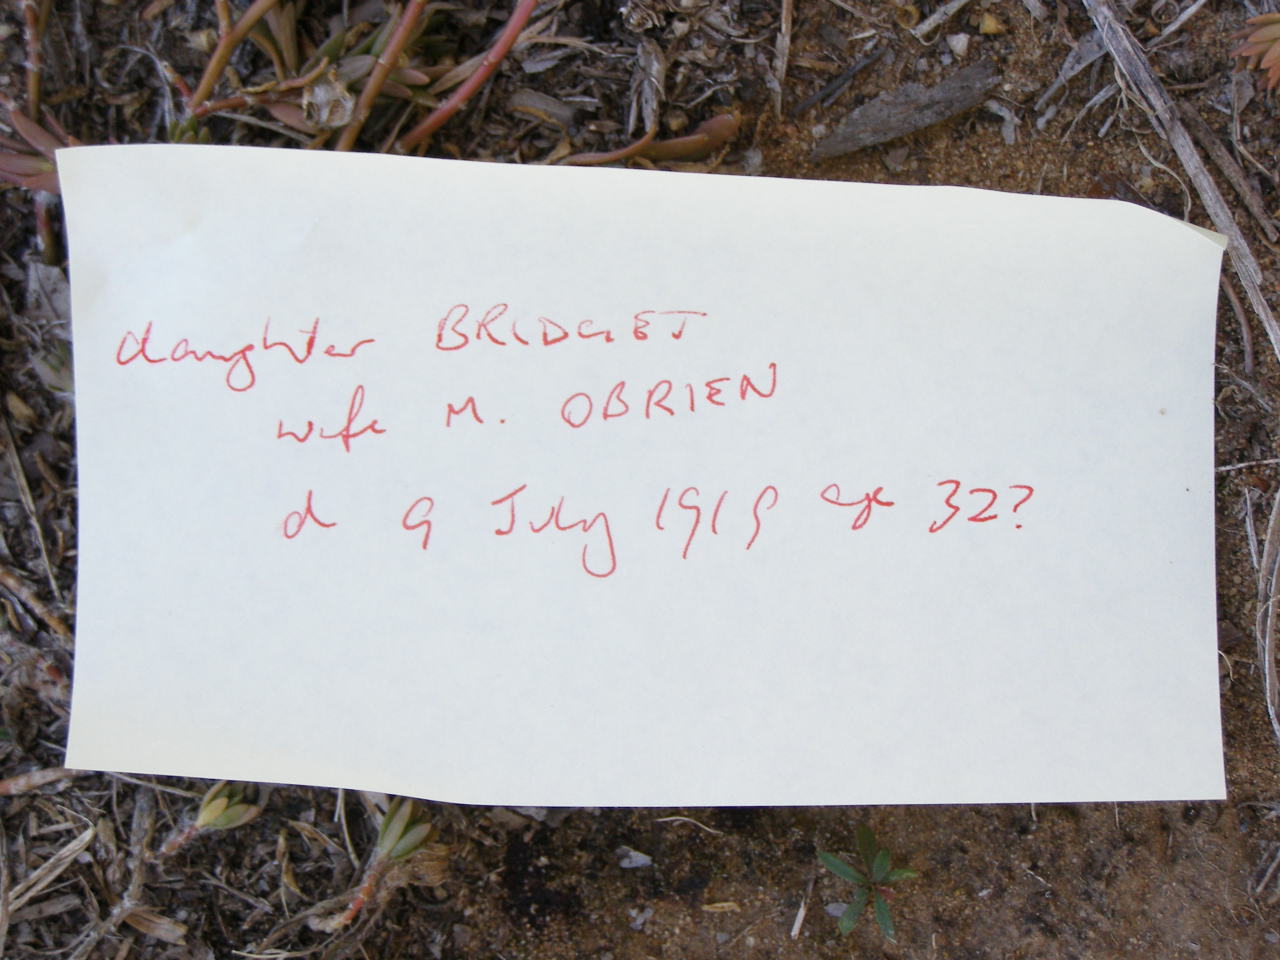 daughter BRIDGET
wife M. OBRIEN
d 9 July 1919 age 32?